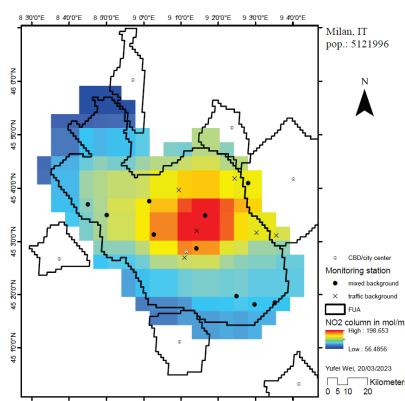 8 30'0"E 8 40'0"E 8 50'0"E 9 0'0"E 9 10'0"E 9 20'0"E 9 30'0"E 9 40'0"E
Milan, IT
pop.: 5121996
N
46 0'0"N
45 50'0"N
45 40'0"N
45 30'0"N
45 20'0"N
45 10'0"N
CBD/city center
Monitoring station
mixed background
traffic background
FUA
NO2 column in mol/m
High : 198.653
Low : 56.4856
Yufei Wei, 20/03/2023
Kilometer
0 5 10 20